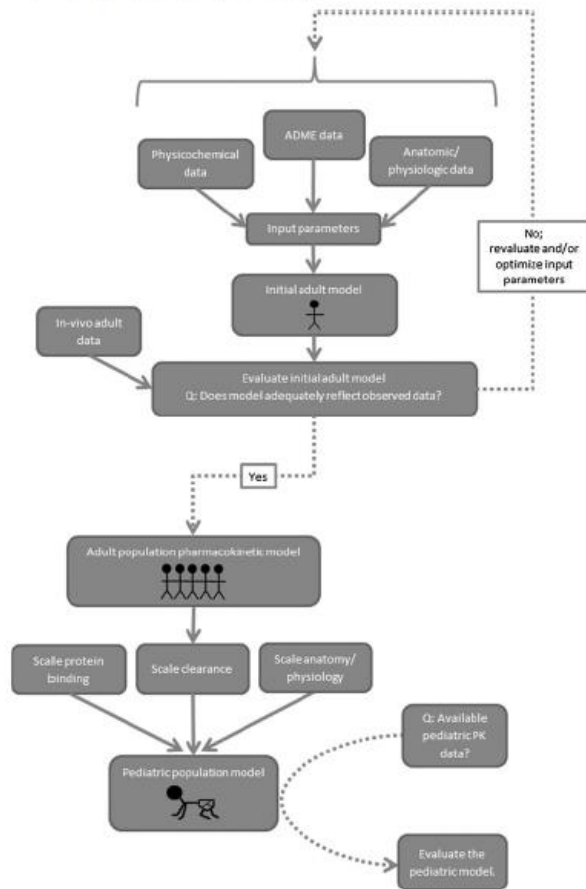 ADME data
Physicochemical
data
Anatomic/
physiologic data
Input parameters
No;
revaluate and/or
optimize input
parameters
Initial adult model
In-vivo adult
data
Evaluate initial adult model
Q: Does model adequately reflect observed data?
Yes
Adult population pharmacokinetic model
Scalle protein
binding
Scale clearance
Scale anatomy/
physiology
Q: Available
pediatric PK
data?
Pediatric population model
Evaluate the
pediatric model.